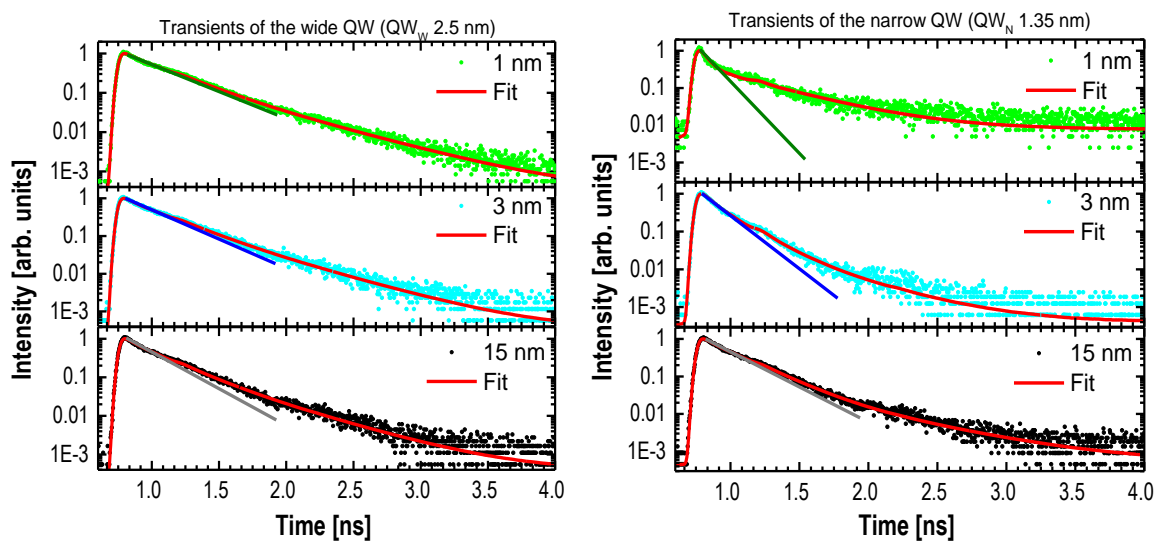 Transients of the wide QW (QW_W 2.5 nm)
Intensity [arb. units]
1
0.1
0.01
1E-3
1 nm
Fit
1
0.1
0.01
1E-3
3 nm
Fit
1
0.1
0.01
1E-3
15 nm
Fit
1.0 1.5 2.0 2.5 3.0 3.5 4.0
Time [ns]
Transients of the narrow QW (QW_N 1.35 nm)
Intensity [arb. units]
1
0.1
0.01
1E-3
1 nm
Fit
1
0.1
0.01
1E-3
3 nm
Fit
1
0.1
0.01
1E-3
15 nm
Fit
1.0 1.5 2.0 2.5 3.0 3.5 4.0
Time [ns]